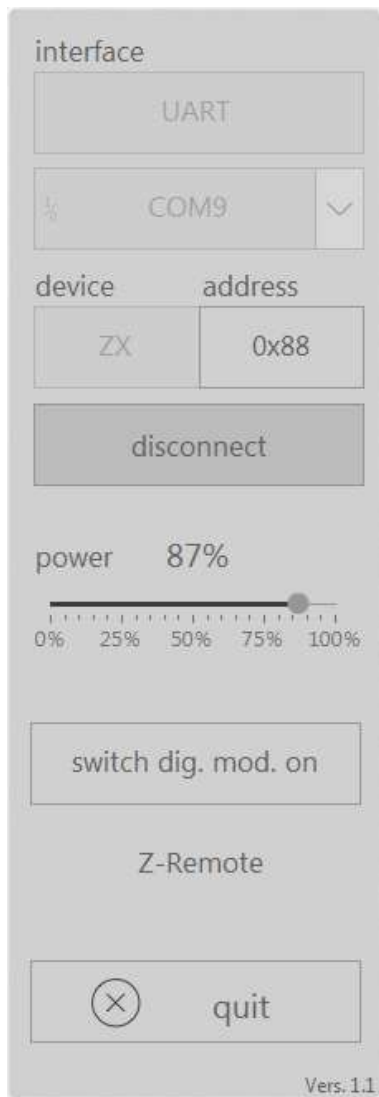 interface
UART
COM9
device address
ZX 0x88
disconnect
power 87%
0% 25% 50% 75% 100%
switch dig. mod. on
Z-Remote
quit
Vers. 1.1